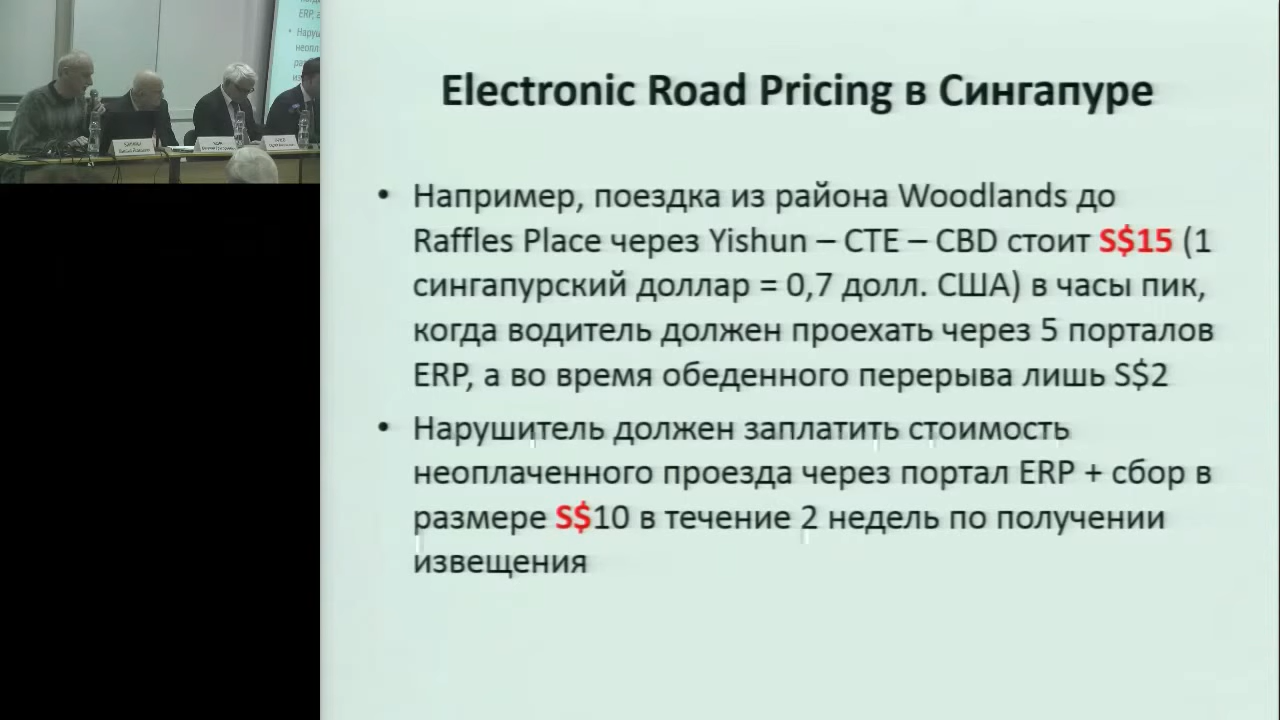 Electronic Road Pricing в Сингапуре
• Например, поездка из района Woodlands до
Raffles Place через Yishun – CTE – CBD стоит S$15 (1
сингапурский доллар = 0,7 долл. США) в часы пик,
когда водитель должен проехать через 5 порталов
ERP, а во время обеденного перерыва лишь S$2
• Нарушитель должен заплатить стоимость
неоплаченного проезда через портал ERP + сбор в
размере S$10 в течение 2 недель по получении
извещения